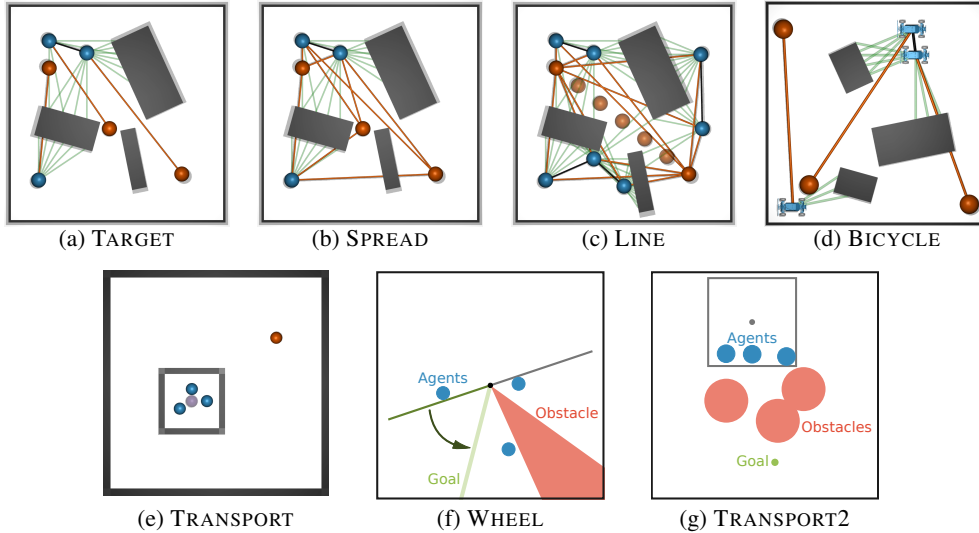 (a) TARGET
(b) SPREAD
(c) LINE
(d) BICYCLE
Agents
Obstacle
Goal
Agents
Obstacles
Goal
(e) TRANSPORT
(f) WHEEL
(g) TRANSPORT2